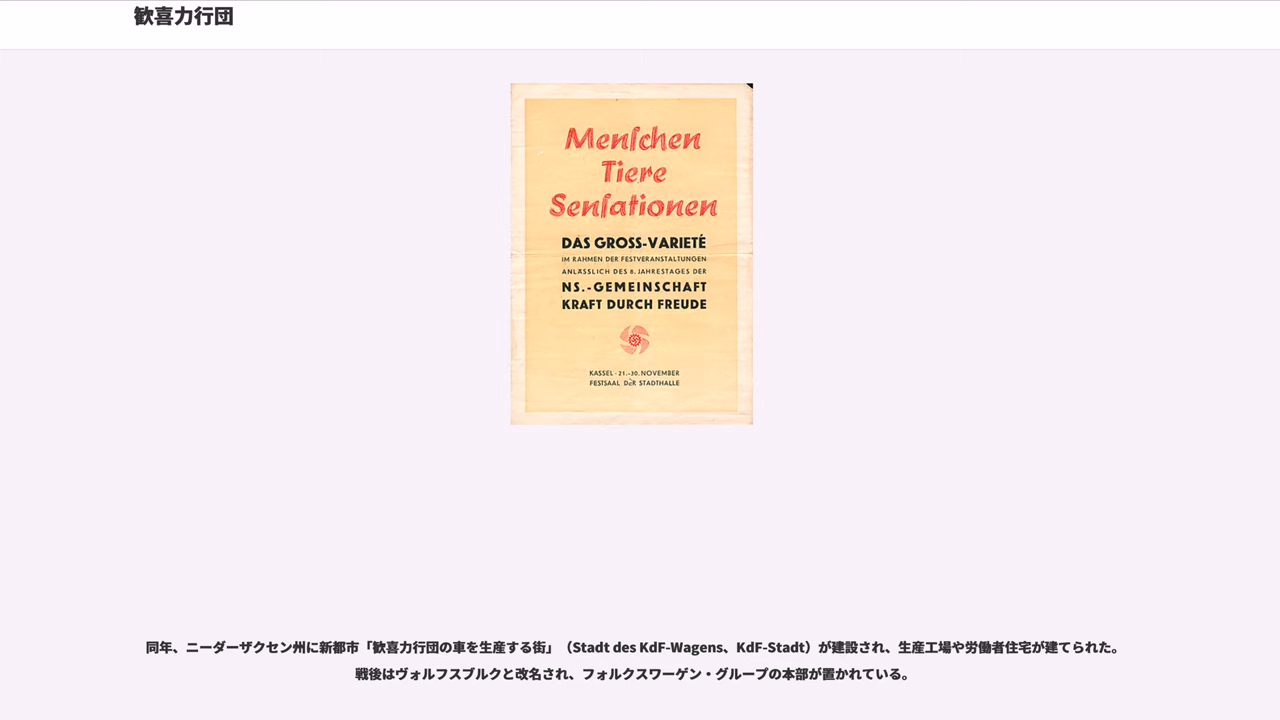 歓喜力行団
Menſchen
Tiere
Senſationen
DAS GROSS-VARIETÉ
IM RAHMEN DER FESTVERANSTALTUNGEN
ANLÄSSLICH DES 8. JAHRESTAGES DER
NS.-GEMEINSCHAFT
KRAFT DURCH FREUDE
KASSEL · 21.-30. NOVEMBER
FESTSAAL DER STADTHALLE
同年、ニーダーザクセン州に新都市「歓喜力行団の車を生産する街」（Stadt des KdF-Wagens、KdF-Stadt）が建設され、生産工場や労働者住宅が建てられた。
戦後はヴォルフスブルクと改名され、フォルクスワーゲン・グループの本部が置かれている。